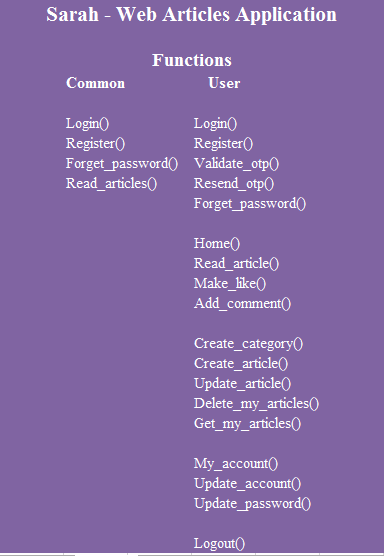 Sarah - Web Articles Application
Functions
Common User
Login() Login()
Register() Register()
Forget_password() Validate_otp()
Read_articles() Resend_otp()
Forget_password()
Home()
Read_article()
Make_like()
Add_comment()
Create_category()
Create_article()
Update_article()
Delete_my_articles()
Get_my_articles()
My_account()
Update_account()
Update_password()
Logout()